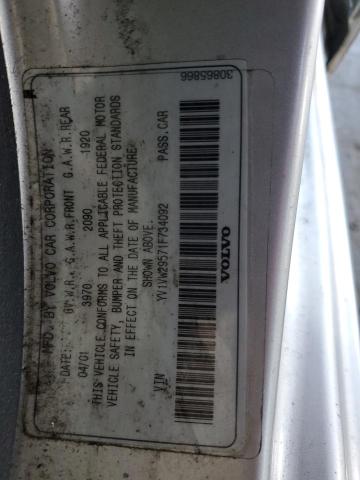 MFD. BY VOLVO CAR CORPORATION
DATE: G.V.W.R. G.A.W.R.FRONT G.A.W.R.REAR
04/01 3970 2090 1920
THIS VEHICLE CONFORMS TO ALL APPLICABLE FEDERAL MOTOR
VEHICLE SAFETY, BUMPER AND THEFT PROTECTION STANDARDS
IN EFFECT ON THE DATE OF MANUFACTURE
SHOWN ABOVE.
VIN YV1VW29571F734092 PASS.CAR
VOLVO
30865866